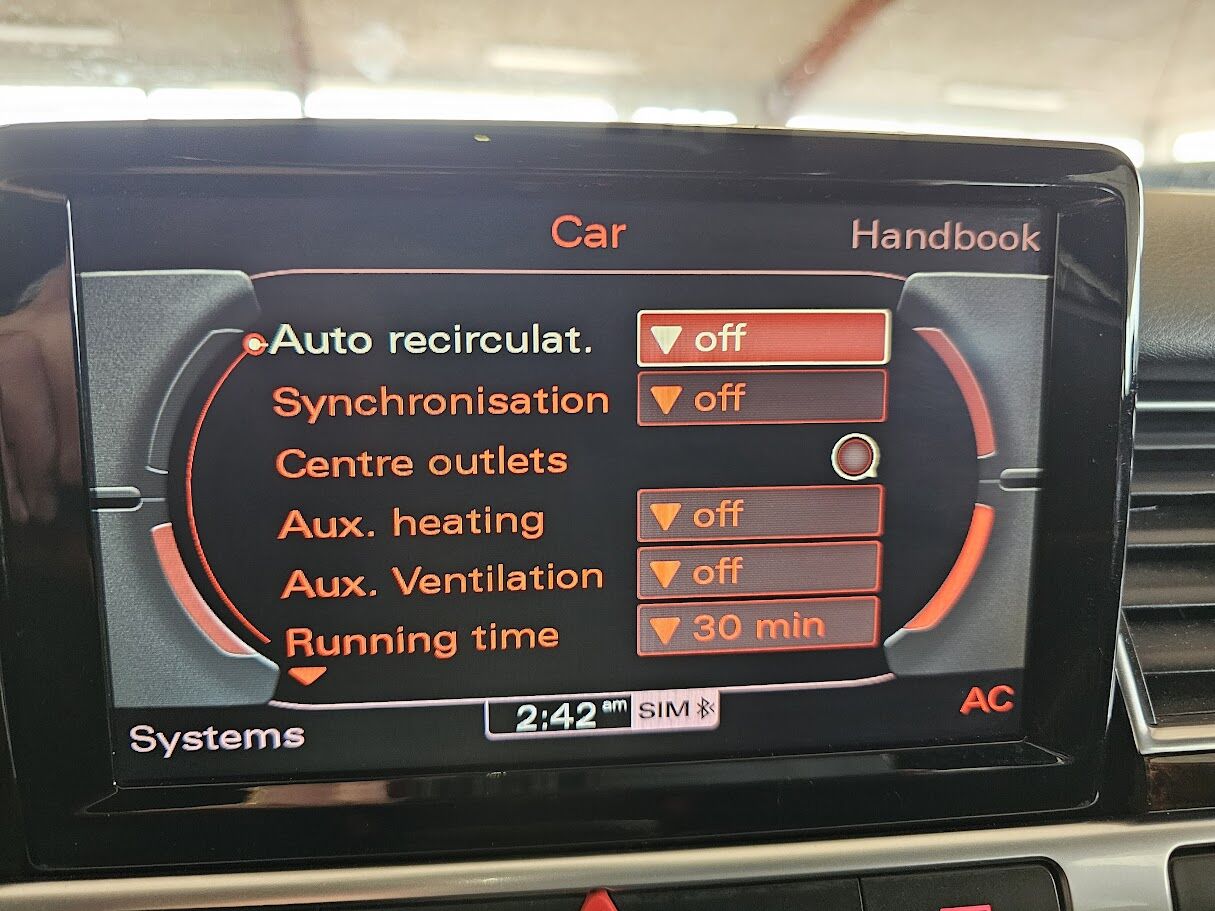 Car
Handbook
Auto recirculat. off
Synchronisation off
Centre outlets
Aux. heating off
Aux. Ventilation off
Running time 30 min
Systems
2:42 am SIM
AC